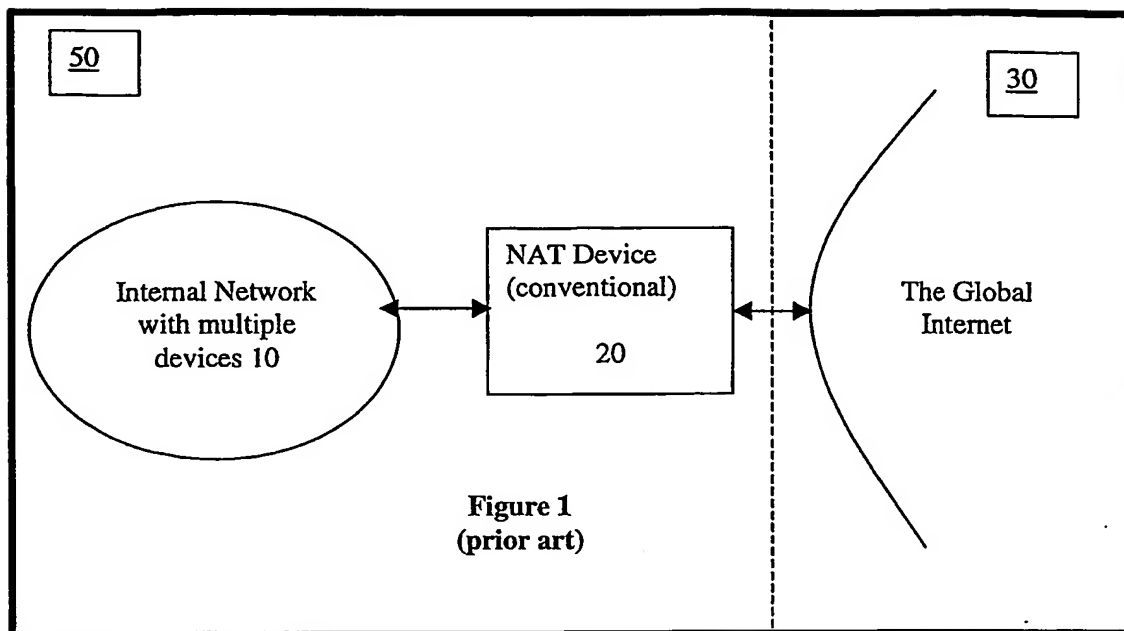 50
30
Internal Network
with multiple
devices 10
NAT Device
(conventional)
20
The Global
Internet
Figure 1
(prior art)